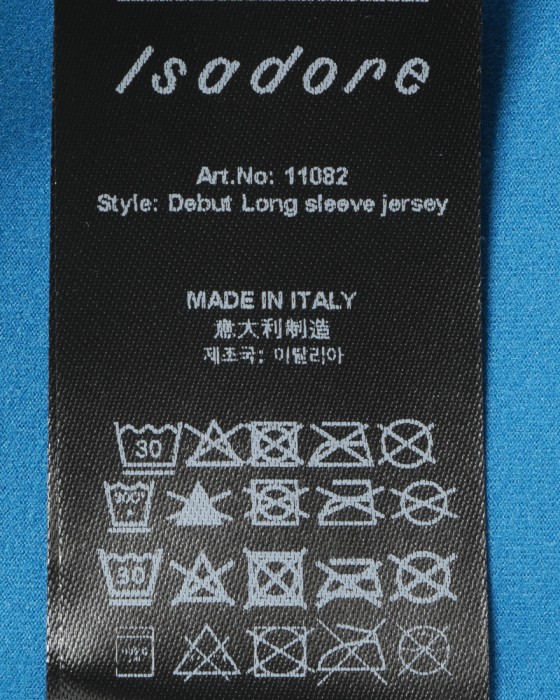 Isadore
Art.No: 11082
Style: Debut Long sleeve jersey
MADE IN ITALY
意大利制造
제조국: 이탈리아
30
30